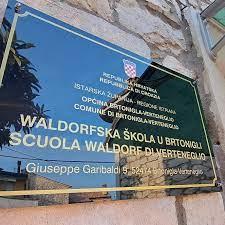 REPUBLIKA HRVATSKA
REPUBBLICA DI CROAZIA
ISTARSKA ŽUPANIJA - REGIONE ISTRIANA
OPĆINA BRTONIGLA-VERTENEGLIO
COMUNE DI BRTONIGLA-VERTENEGLIO
WALDORFSKA ŠKOLA U BRTONIGLI
SCUOLA WALDORF DI VERTENEGLIO
Giuseppe Garibaldi 9, 52474 Brtonigla-Verteneglio